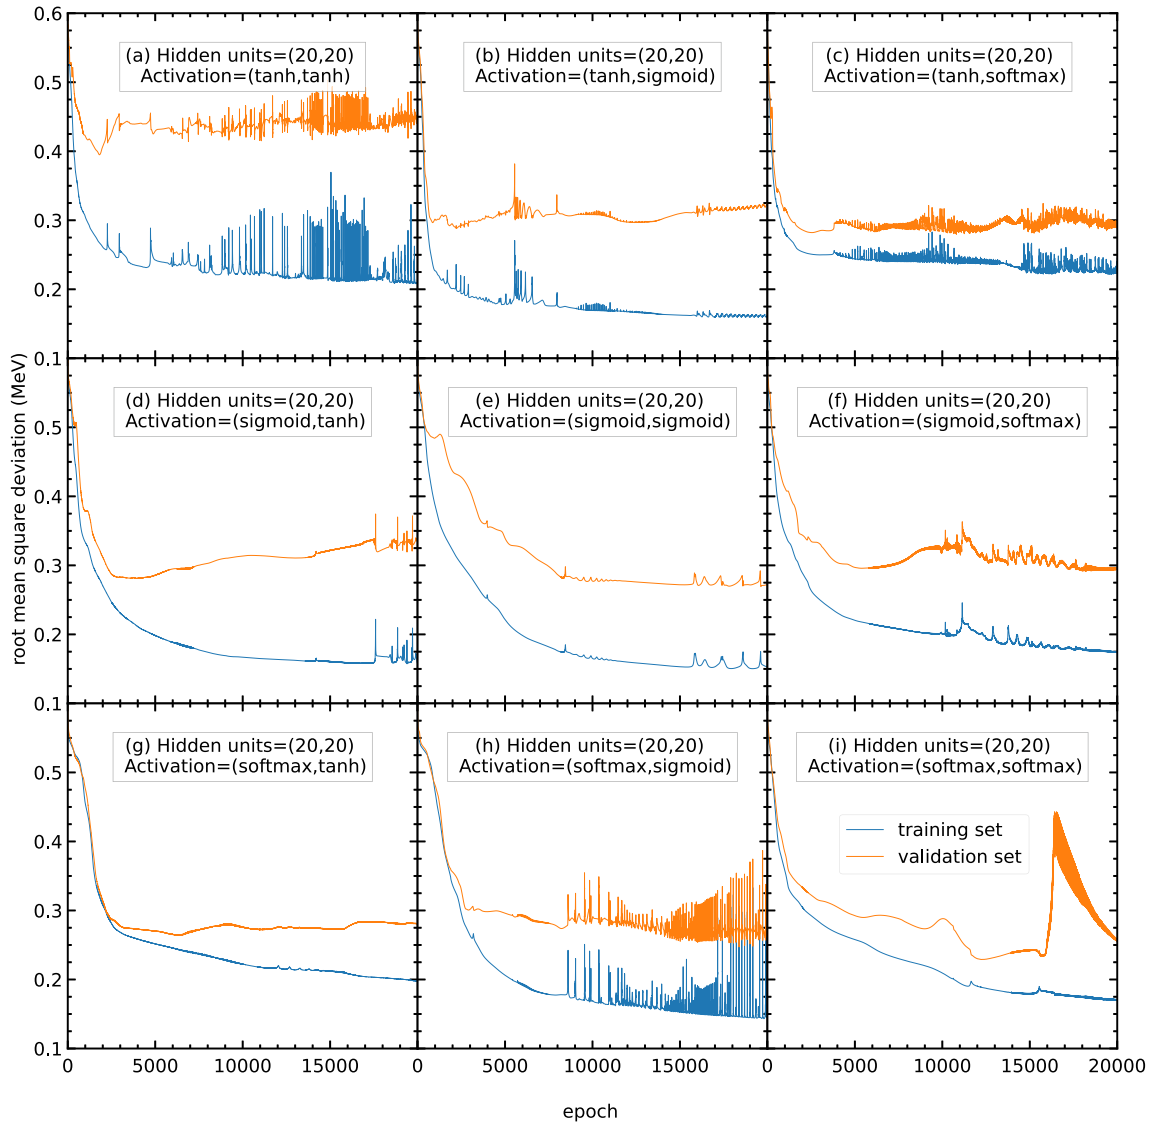 0.6
0.5
0.4
0.3
0.2
0.1
(a) Hidden units=(20,20)
Activation=(tanh,tanh)
(b) Hidden units=(20,20)
Activation=(tanh,sigmoid)
(c) Hidden units=(20,20)
Activation=(tanh,softmax)
root mean square deviation (MeV)
0.5
0.4
0.3
0.2
0.1
(d) Hidden units=(20,20)
Activation=(sigmoid,tanh)
(e) Hidden units=(20,20)
Activation=(sigmoid,sigmoid)
(f) Hidden units=(20,20)
Activation=(sigmoid,softmax)
0.5
0.4
0.3
0.2
0.1
(g) Hidden units=(20,20)
Activation=(softmax,tanh)
(h) Hidden units=(20,20)
Activation=(softmax,sigmoid)
(i) Hidden units=(20,20)
Activation=(softmax,softmax)
training set
validation set
0 5000 10000 15000 0 5000 10000 15000 0 5000 10000 15000 20000
epoch